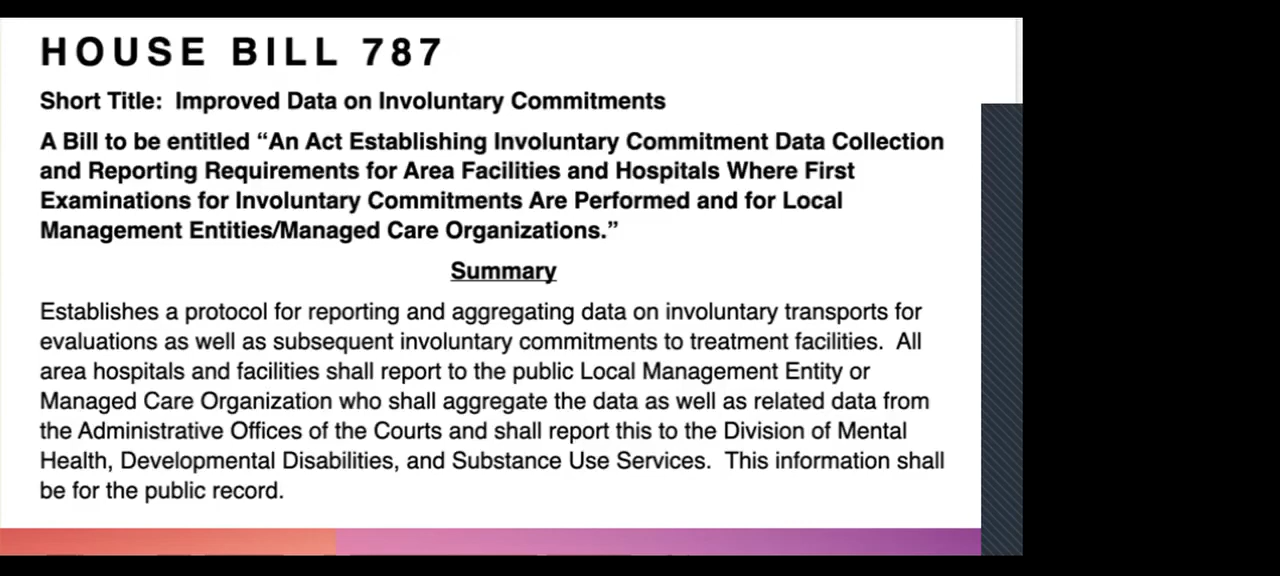 HOUSE BILL 787
Short Title:  Improved Data on Involuntary Commitments
A Bill to be entitled “An Act Establishing Involuntary Commitment Data Collection
and Reporting Requirements for Area Facilities and Hospitals Where First
Examinations for Involuntary Commitments Are Performed and for Local
Management Entities/Managed Care Organizations.”
Summary
Establishes a protocol for reporting and aggregating data on involuntary transports for
evaluations as well as subsequent involuntary commitments to treatment facilities.  All
area hospitals and facilities shall report to the public Local Management Entity or
Managed Care Organization who shall aggregate the data as well as related data from
the Administrative Offices of the Courts and shall report this to the Division of Mental
Health, Developmental Disabilities, and Substance Use Services.  This information shall
be for the public record.